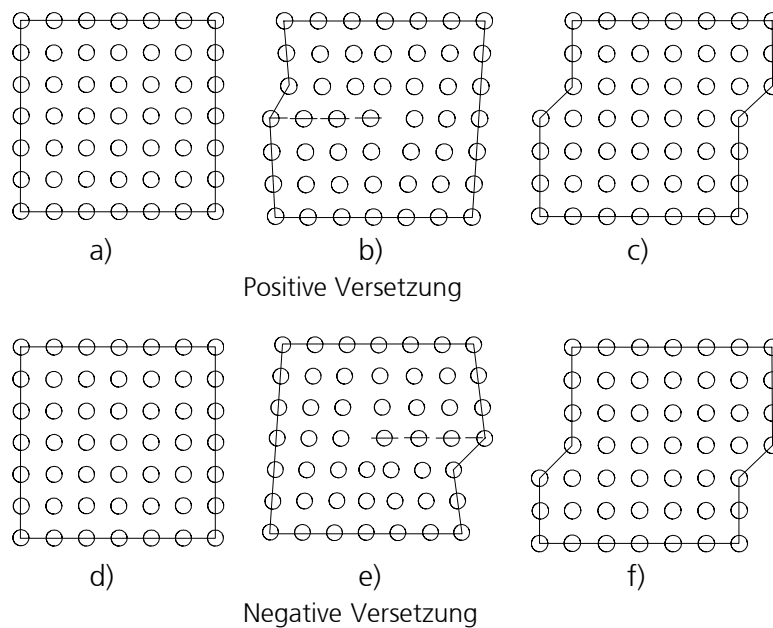 a) b) c)
Positive Versetzung
d) e) f)
Negative Versetzung